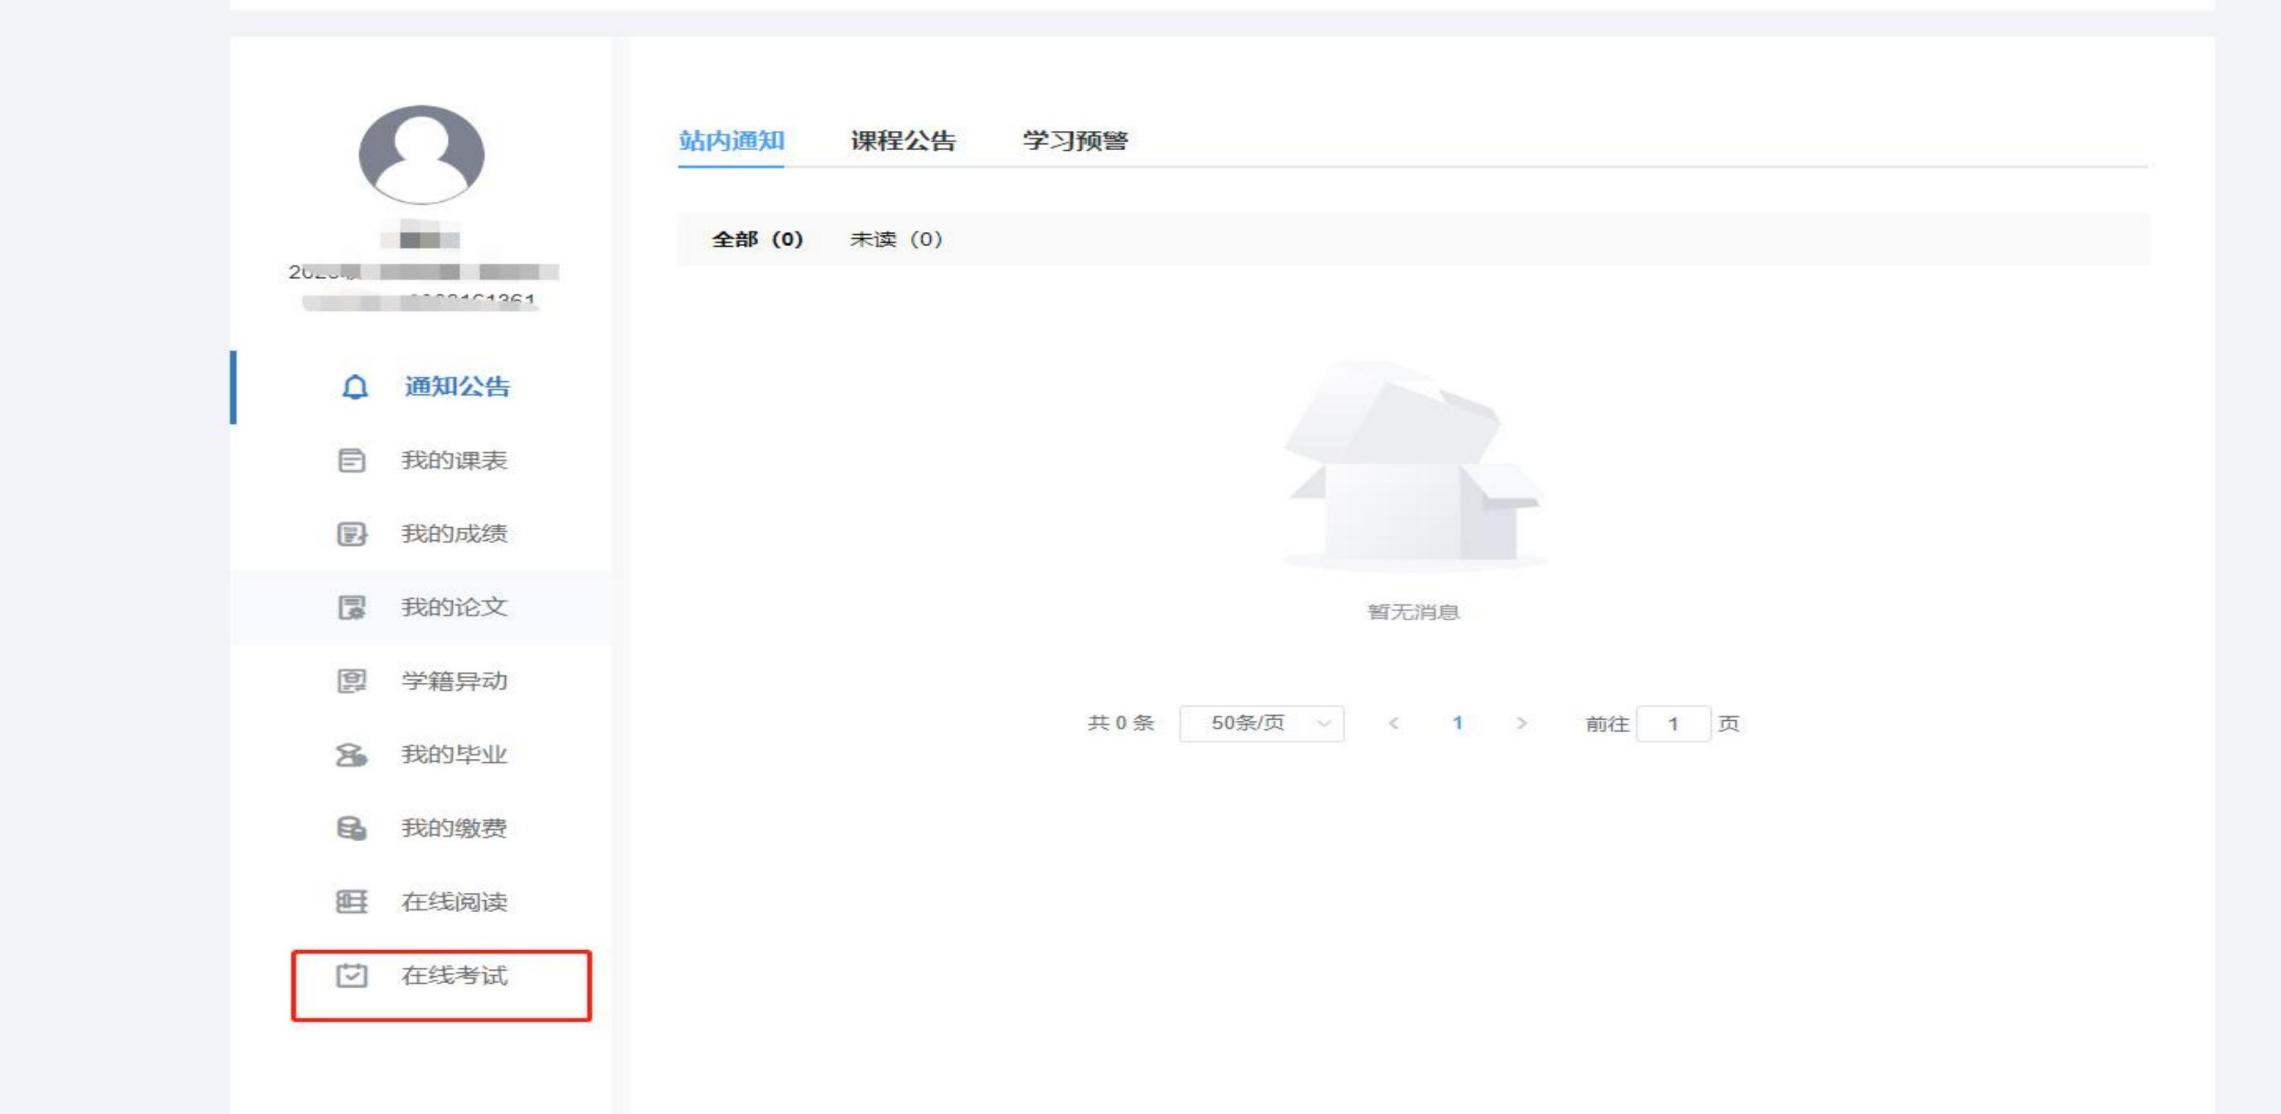 站内通知 课程公告 学习预警
全部（0） 未读（0）
通知公告
我的课表
我的成绩
我的论文
学籍异动
我的毕业
我的缴费
在线阅读
在线考试
暂无消息
共 0 条 50条/页 < 1 > 前往 1 页